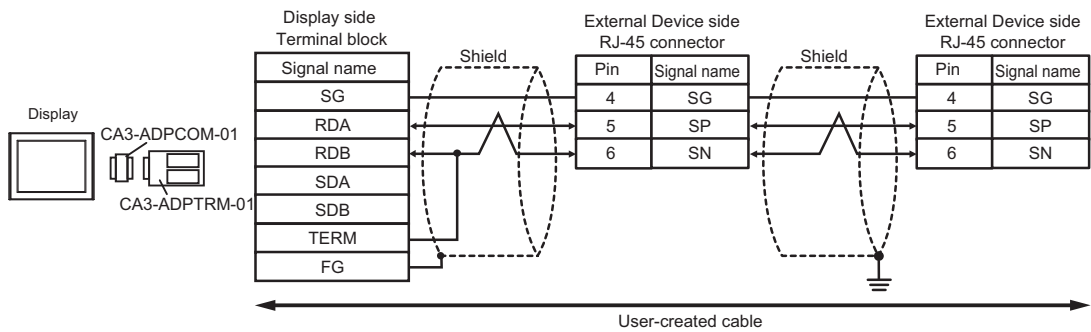 Display
CA3-ADPCOM-01
CA3-ADPTRM-01
Display side
Terminal block
Signal name
SG
RDA
RDB
SDA
SDB
TERM
FG
Shield
External Device side
RJ-45 connector
Pin Signal name
4 SG
5 SP
6 SN
Shield
External Device side
RJ-45 connector
Pin Signal name
4 SG
5 SP
6 SN
User-created cable